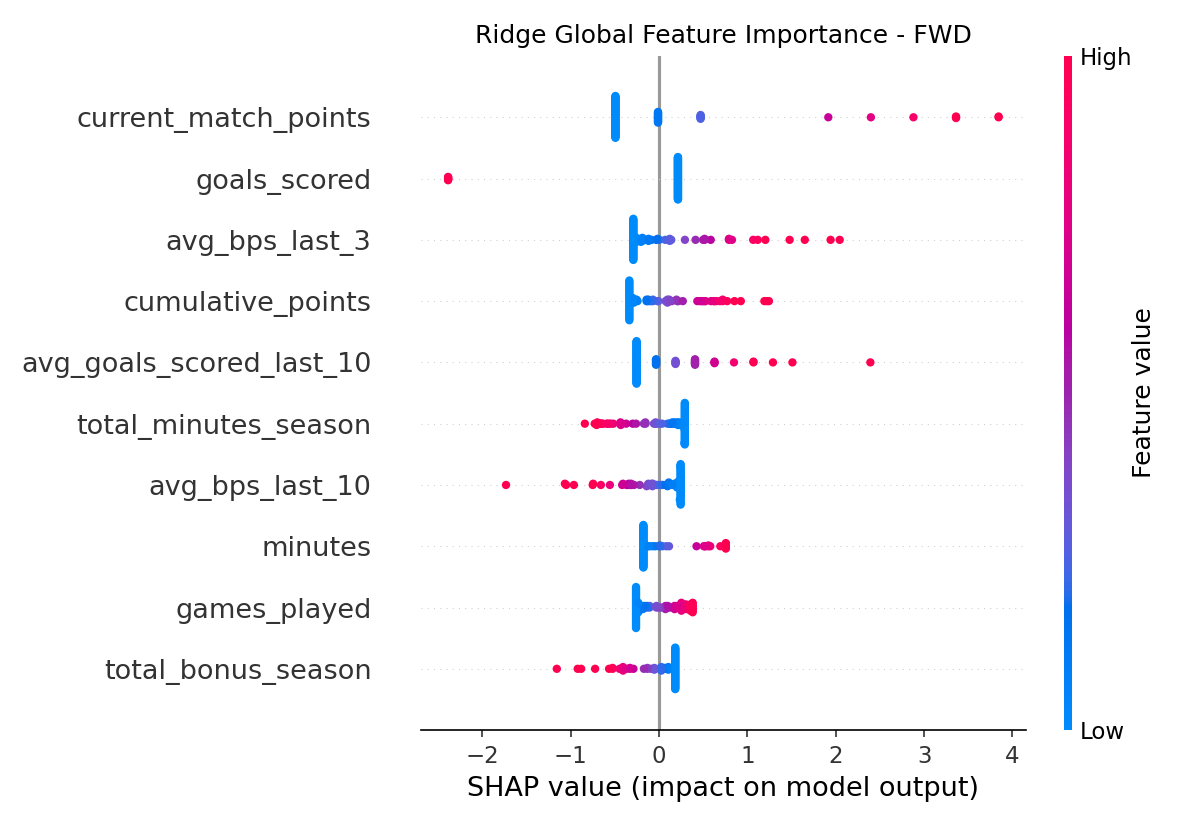 Ridge Global Feature Importance - FWD
High
current_match_points
goals_scored
avg_bps_last_3
cumulative_points
avg_goals_scored_last_10
total_minutes_season
avg_bps_last_10
minutes
games_played
total_bonus_season
Feature value
Low
−2 −1 0 1 2 3 4
SHAP value (impact on model output)